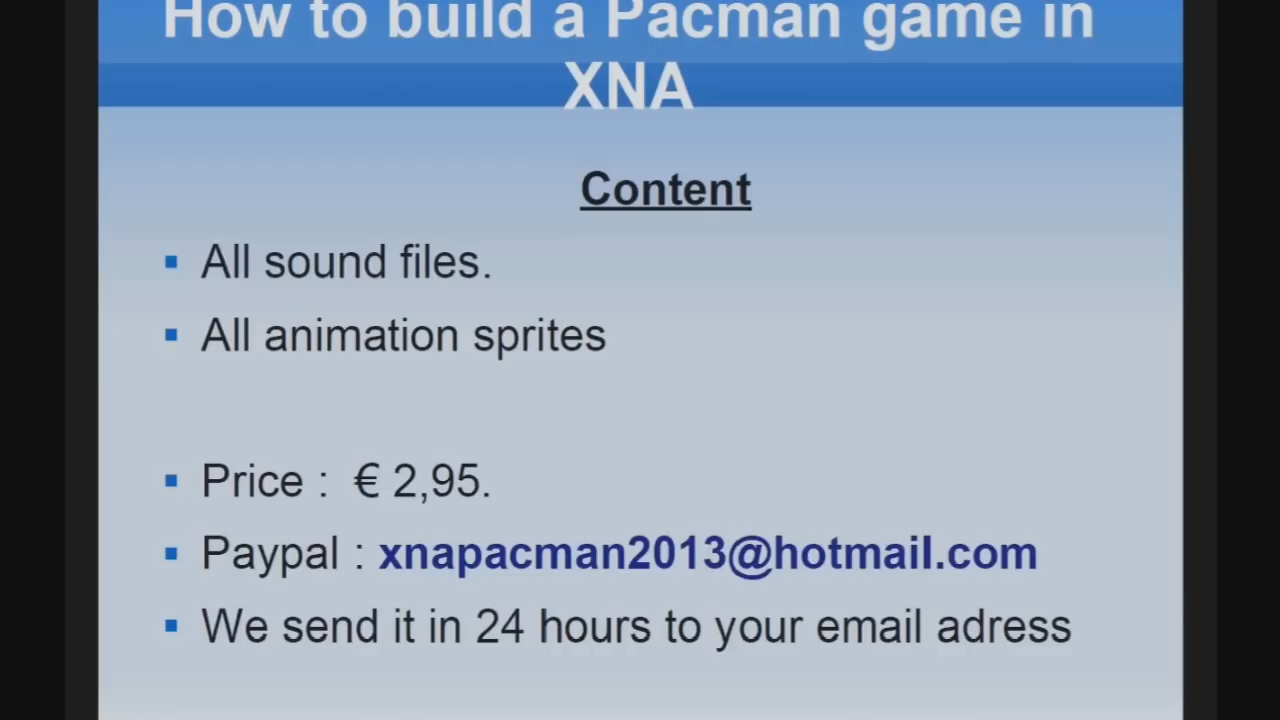 How to build a Pacman game in
XNA
Content
All sound files.
All animation sprites
Price : € 2,95.
Paypal : xnapacman2013@hotmail.com
We send it in 24 hours to your email adress